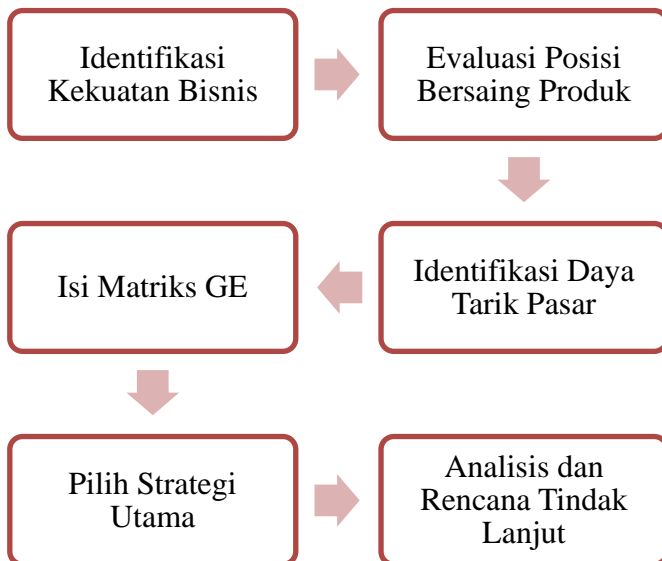 Identifikasi
Kekuatan Bisnis
Evaluasi Posisi
Bersaing Produk
Identifikasi Daya
Tarik Pasar
Isi Matriks GE
Pilih Strategi
Utama
Analisis dan
Rencana Tindak
Lanjut